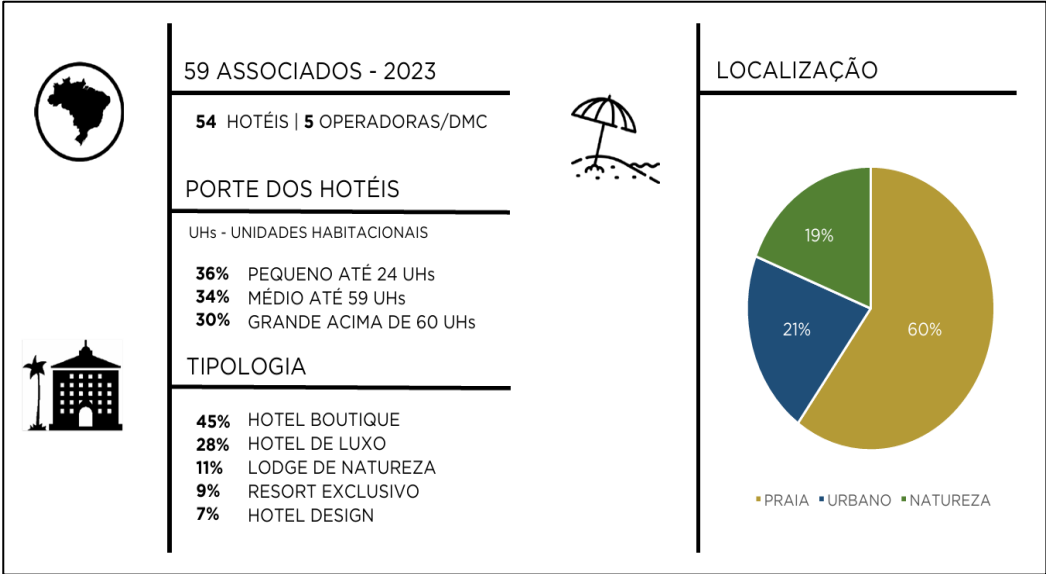 59 ASSOCIADOS - 2023
54 HOTÉIS | 5 OPERADORAS/DMC
PORTE DOS HOTÉIS
UHs - UNIDADES HABITACIONAIS
36% PEQUENO ATÉ 24 UHs
34% MÉDIO ATÉ 59 UHs
30% GRANDE ACIMA DE 60 UHs
TIPOLOGIA
45% HOTEL BOUTIQUE
28% HOTEL DE LUXO
11% LODGE DE NATUREZA
9% RESORT EXCLUSIVO
7% HOTEL DESIGN
LOCALIZAÇÃO
19%
21%
60%
PRAIA URBANO NATUREZA